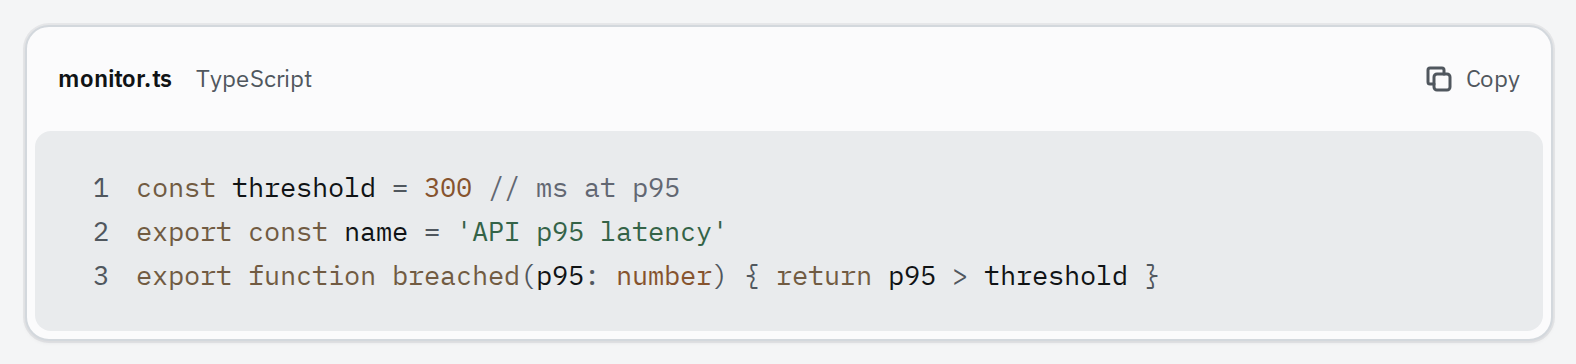 monitor.ts TypeScript Copy
1 const threshold = 300 // ms at p95
2 export const name = 'API p95 latency'
3 export function breached(p95: number) { return p95 > threshold }